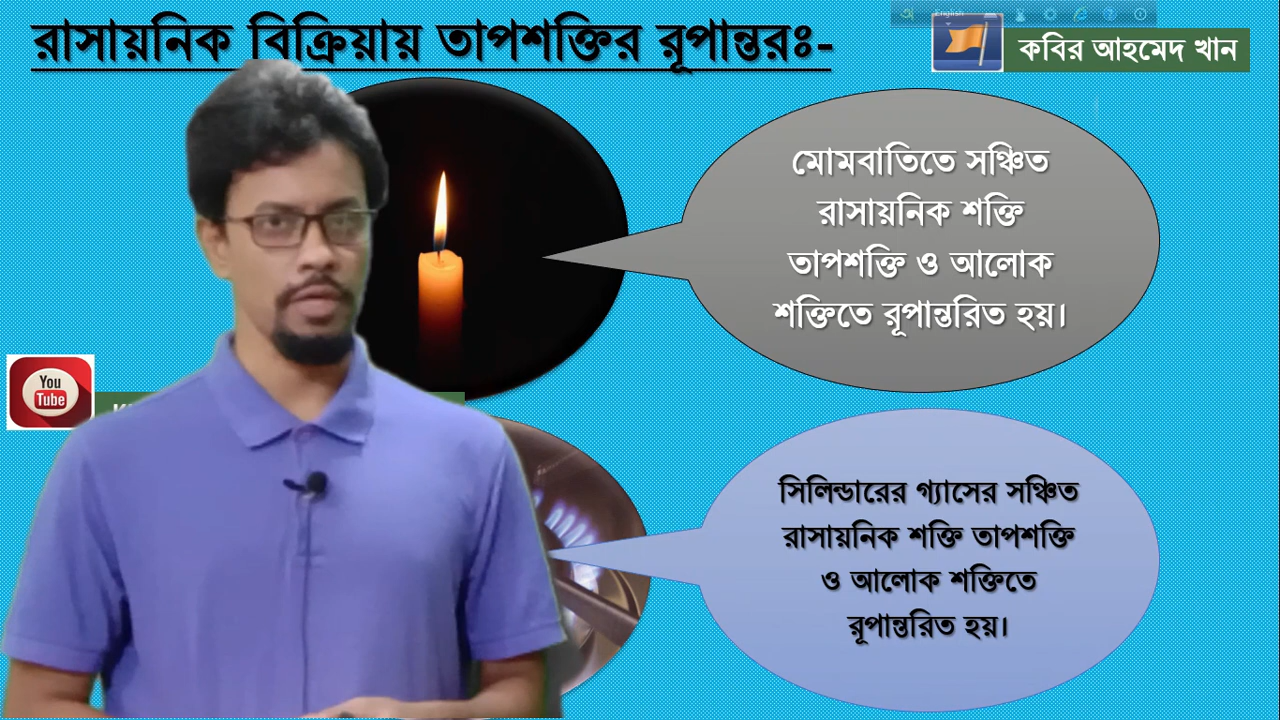 রাসায়নিক বিক্রিয়ায় তাপশক্তির রূপান্তরঃ-
English
কবির আহমেদ খান
মোমবাতিতে সঞ্চিত
রাসায়নিক শক্তি
তাপশক্তি ও আলোক
শক্তিতে রূপান্তরিত হয়।
You
Tube
সিলিন্ডারের গ্যাসের সঞ্চিত
রাসায়নিক শক্তি তাপশক্তি
ও আলোক শক্তিতে
রূপান্তরিত হয়।